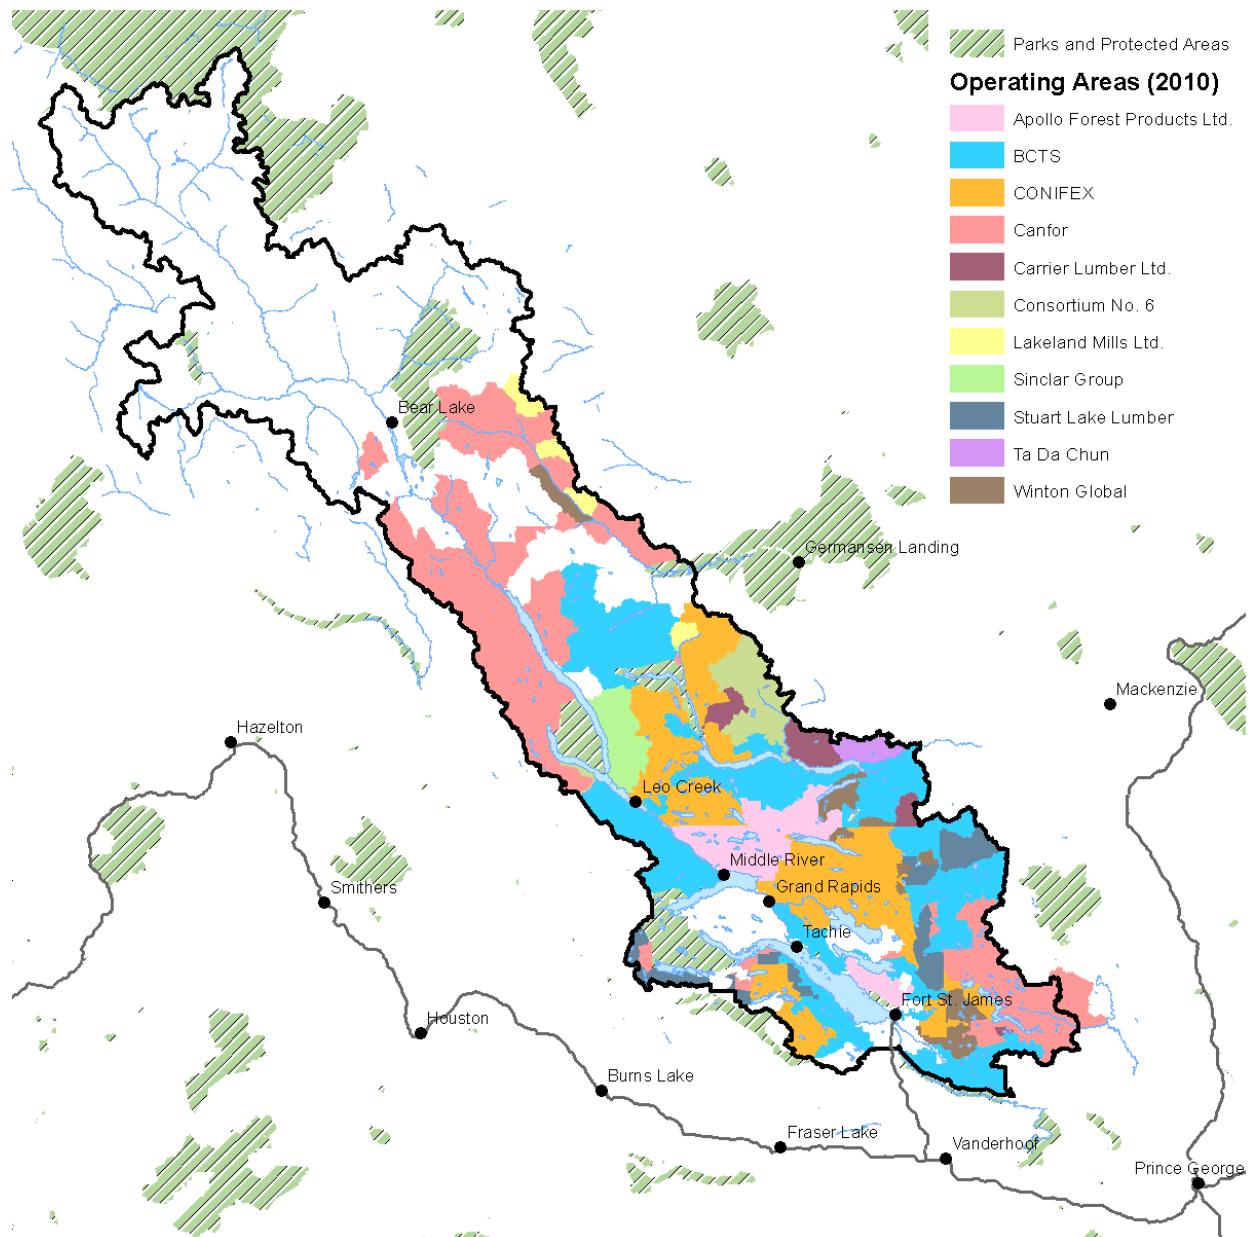 Parks and Protected Areas
Operating Areas (2010)
Apollo Forest Products Ltd.
BCTS
CONIFEX
Canfor
Carrier Lumber Ltd.
Consortium No. 6
Lakeland Mills Ltd.
Sinclar Group
Stuart Lake Lumber
Ta Da Chun
Winton Global
Bear Lake
Germansen Landing
Mackenzie
Hazelton
Leo Creek
Middle River
Grand Rapids
Smithers
Tachie
Fort St. James
Houston
Burns Lake
Fraser Lake
Vanderhoof
Prince George